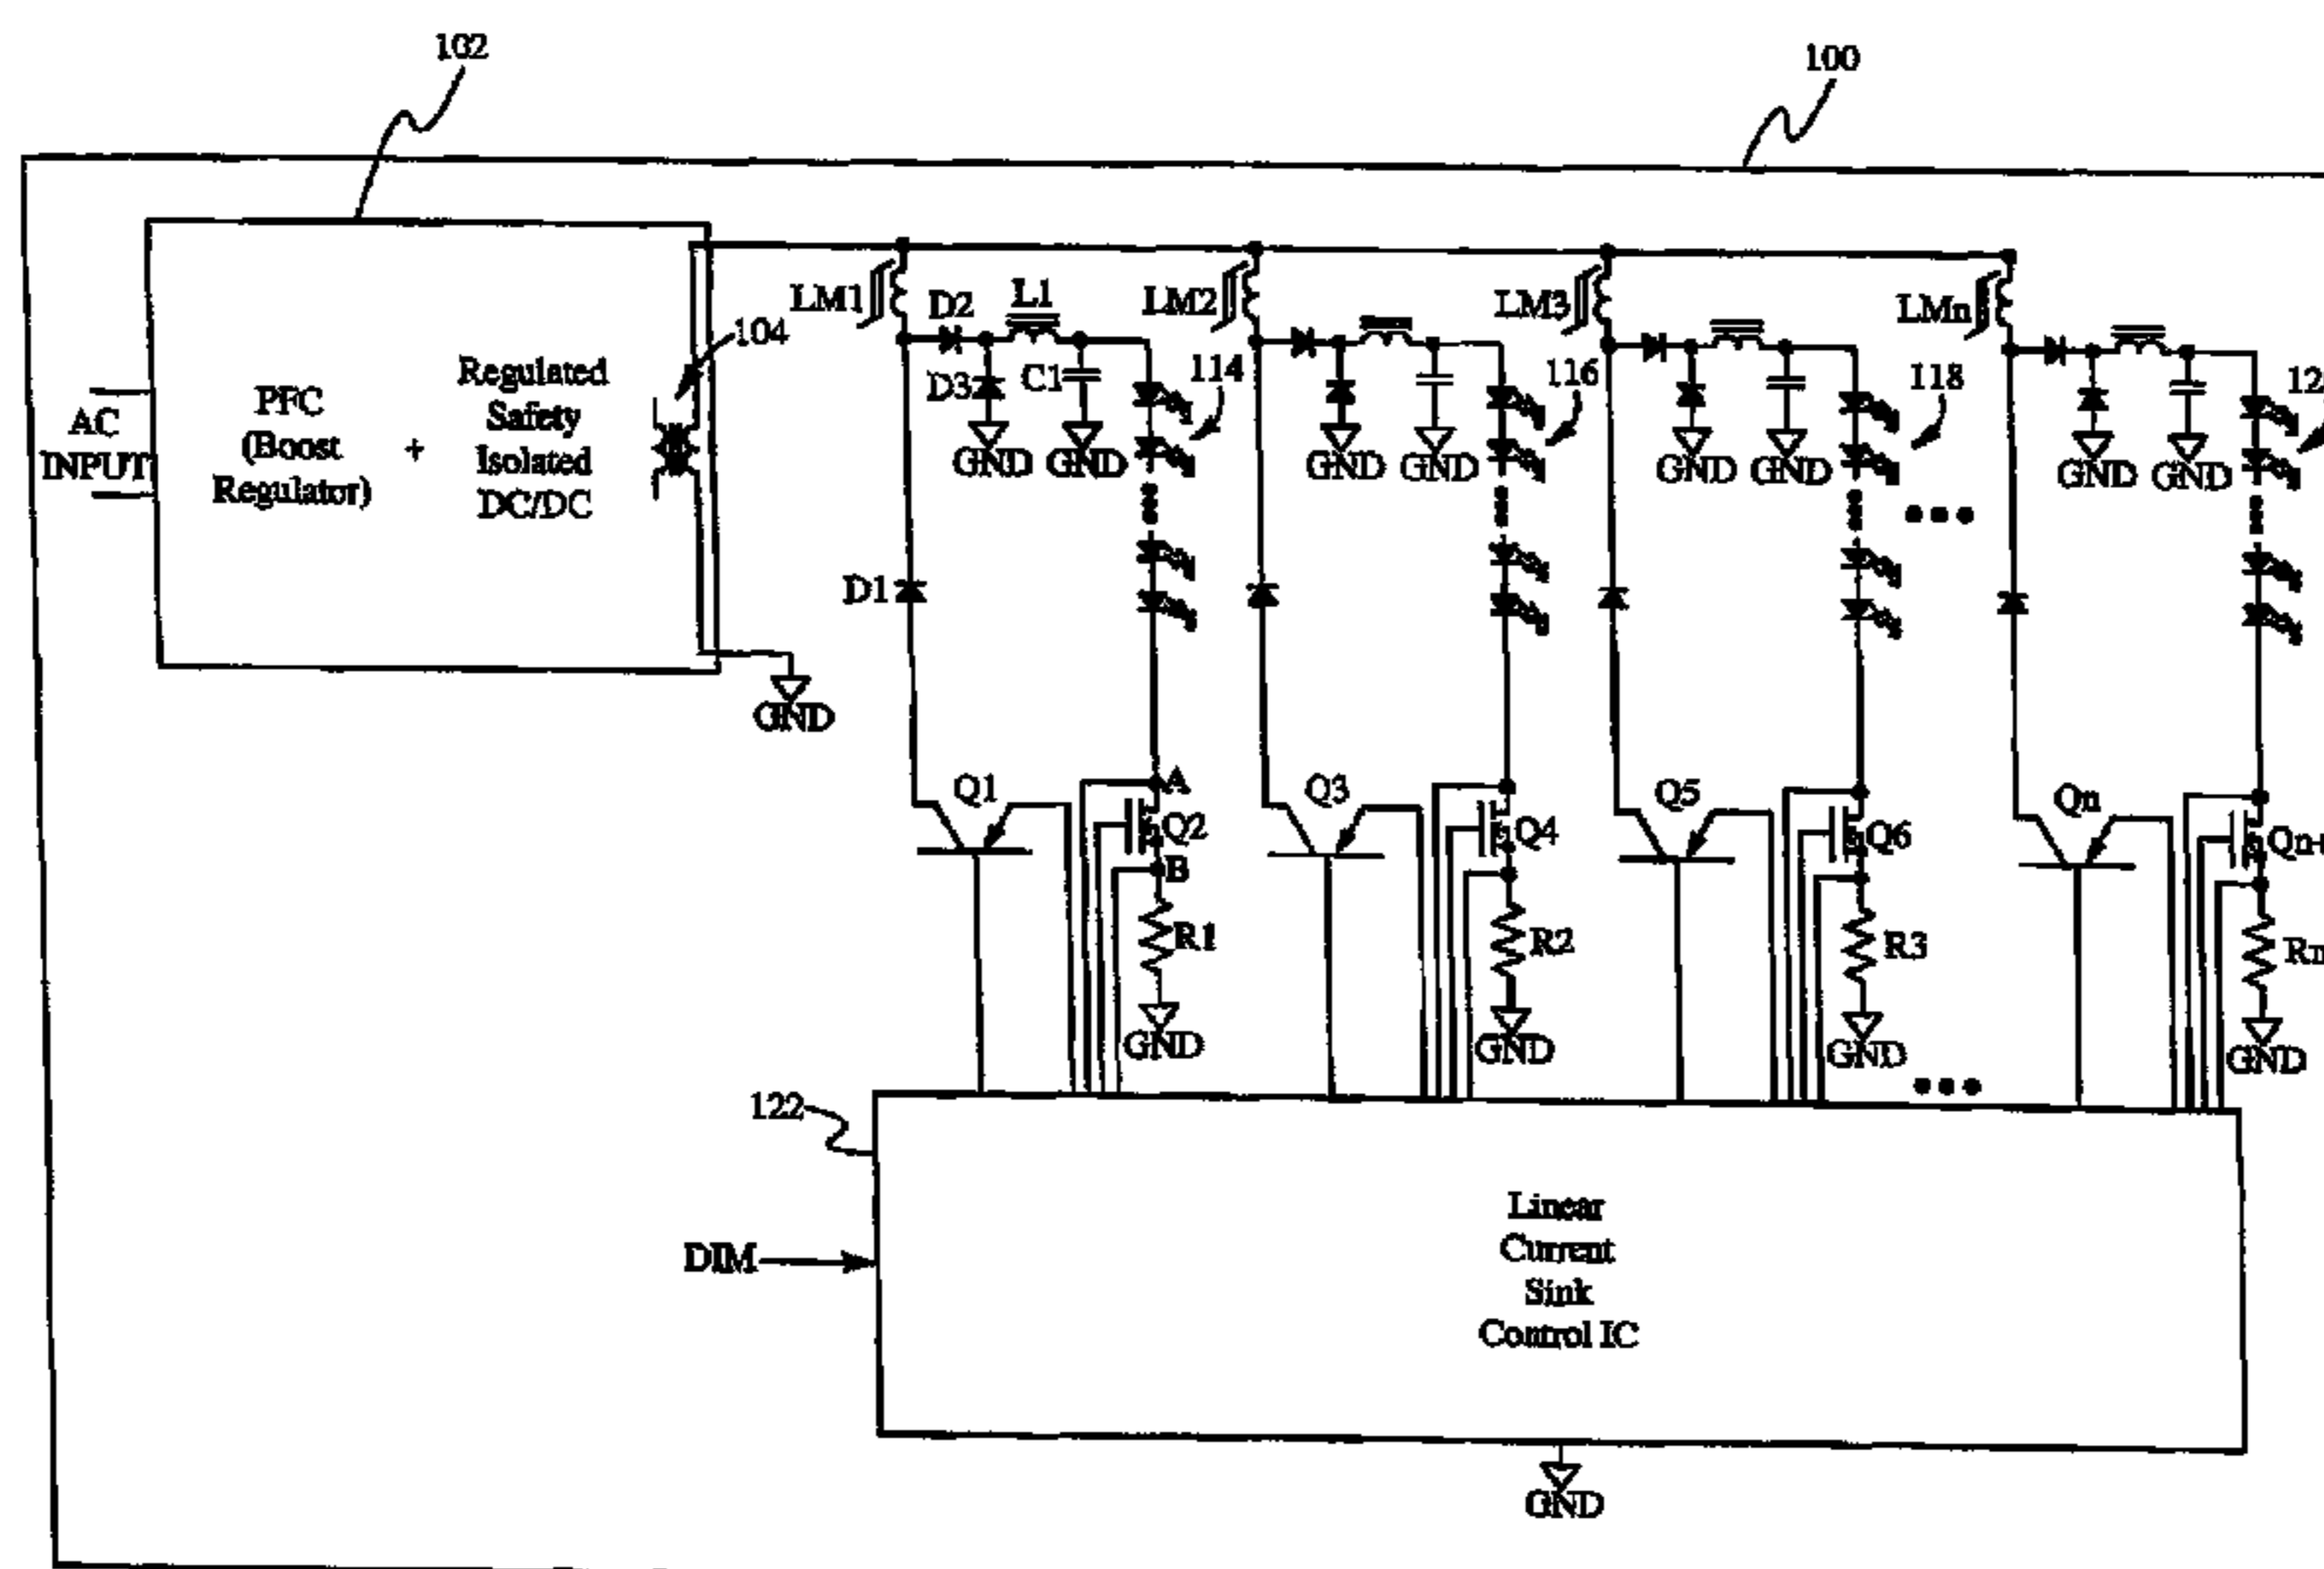 102
100
LM1
D2
L1
LM2
LM3
LMn
104
D3
C1
114
116
118
AC
INPUT
PFC
(Boost
Regulator)
+
Regulated
Safety
Isolated
DC/DC
GND
GND
GND
GND
GND
GND
GND
GND
D1
GND
Q1
A
Q2
B
R1
GND
Q3
Q4
R2
GND
Q5
Q6
R3
GND
Qn
GND
122
DIM
Linear
Current
Sink
Control IC
GND